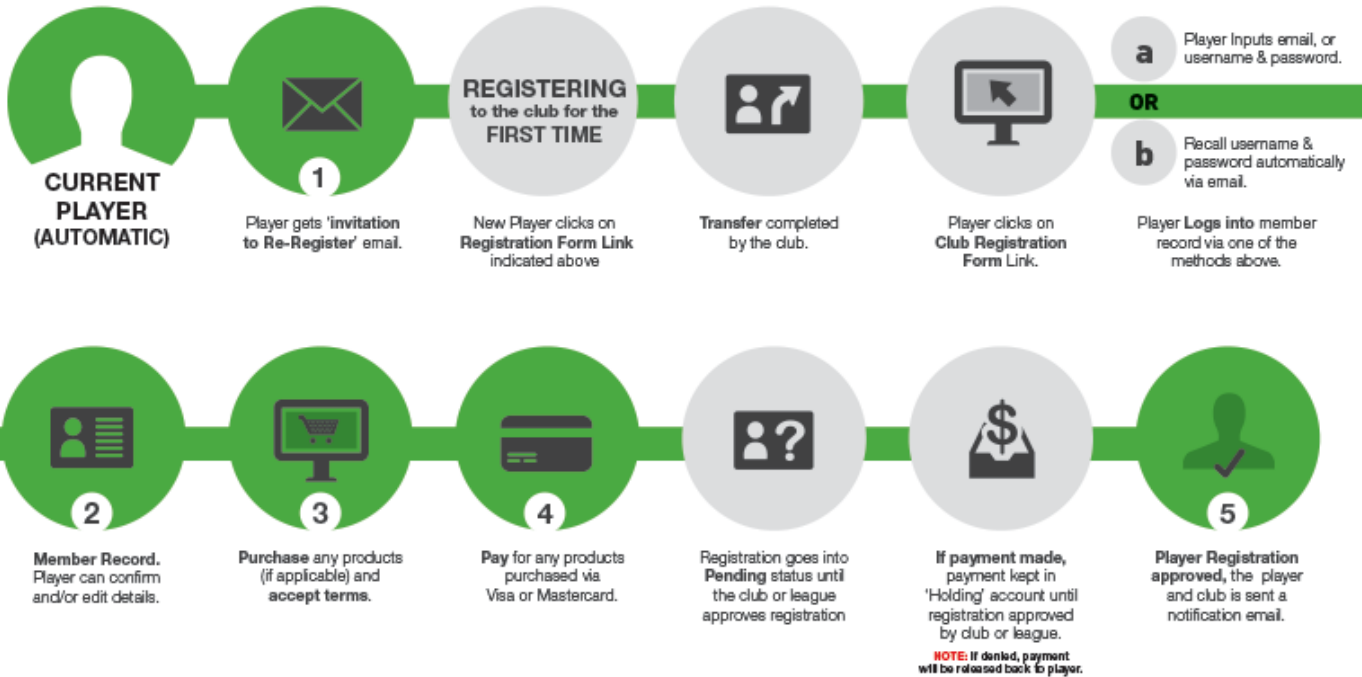 CURRENT
PLAYER
(AUTOMATIC)
1
Player gets 'invitation
to Re-Register' email.
REGISTERING
to the club for the
FIRST TIME
New Player clicks on
Registration Form Link
indicated above
Transfer completed
by the club.
Player clicks on
Club Registration
Form Link.
a
Player Inputs email, or
username & password.
OR
b
Recall username &
password automatically
via email.
Player Logs into member
record via one of the
methods above.
2
Member Record.
Player can confirm
and/or edit details.
3
Purchase any products
(if applicable) and
accept terms.
4
Pay for any products
purchased via
Visa or Mastercard.
?
Registration goes into
Pending status until
the club or league
approves registration
$
If payment made,
payment kept in
'Holding' account until
registration approved
by club or league.
NOTE: If denied, payment
will be released back to player.
5
Player Registration
approved, the player
and club is sent a
notification email.